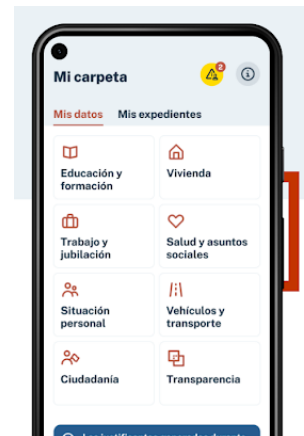 Mi carpeta
2
Mis datos Mis expedientes
Educación y
formación
Vivienda
Trabajo y
jubilación
Salud y asuntos
sociales
Situación
personal
Vehículos y
transporte
Ciudadanía
Transparencia